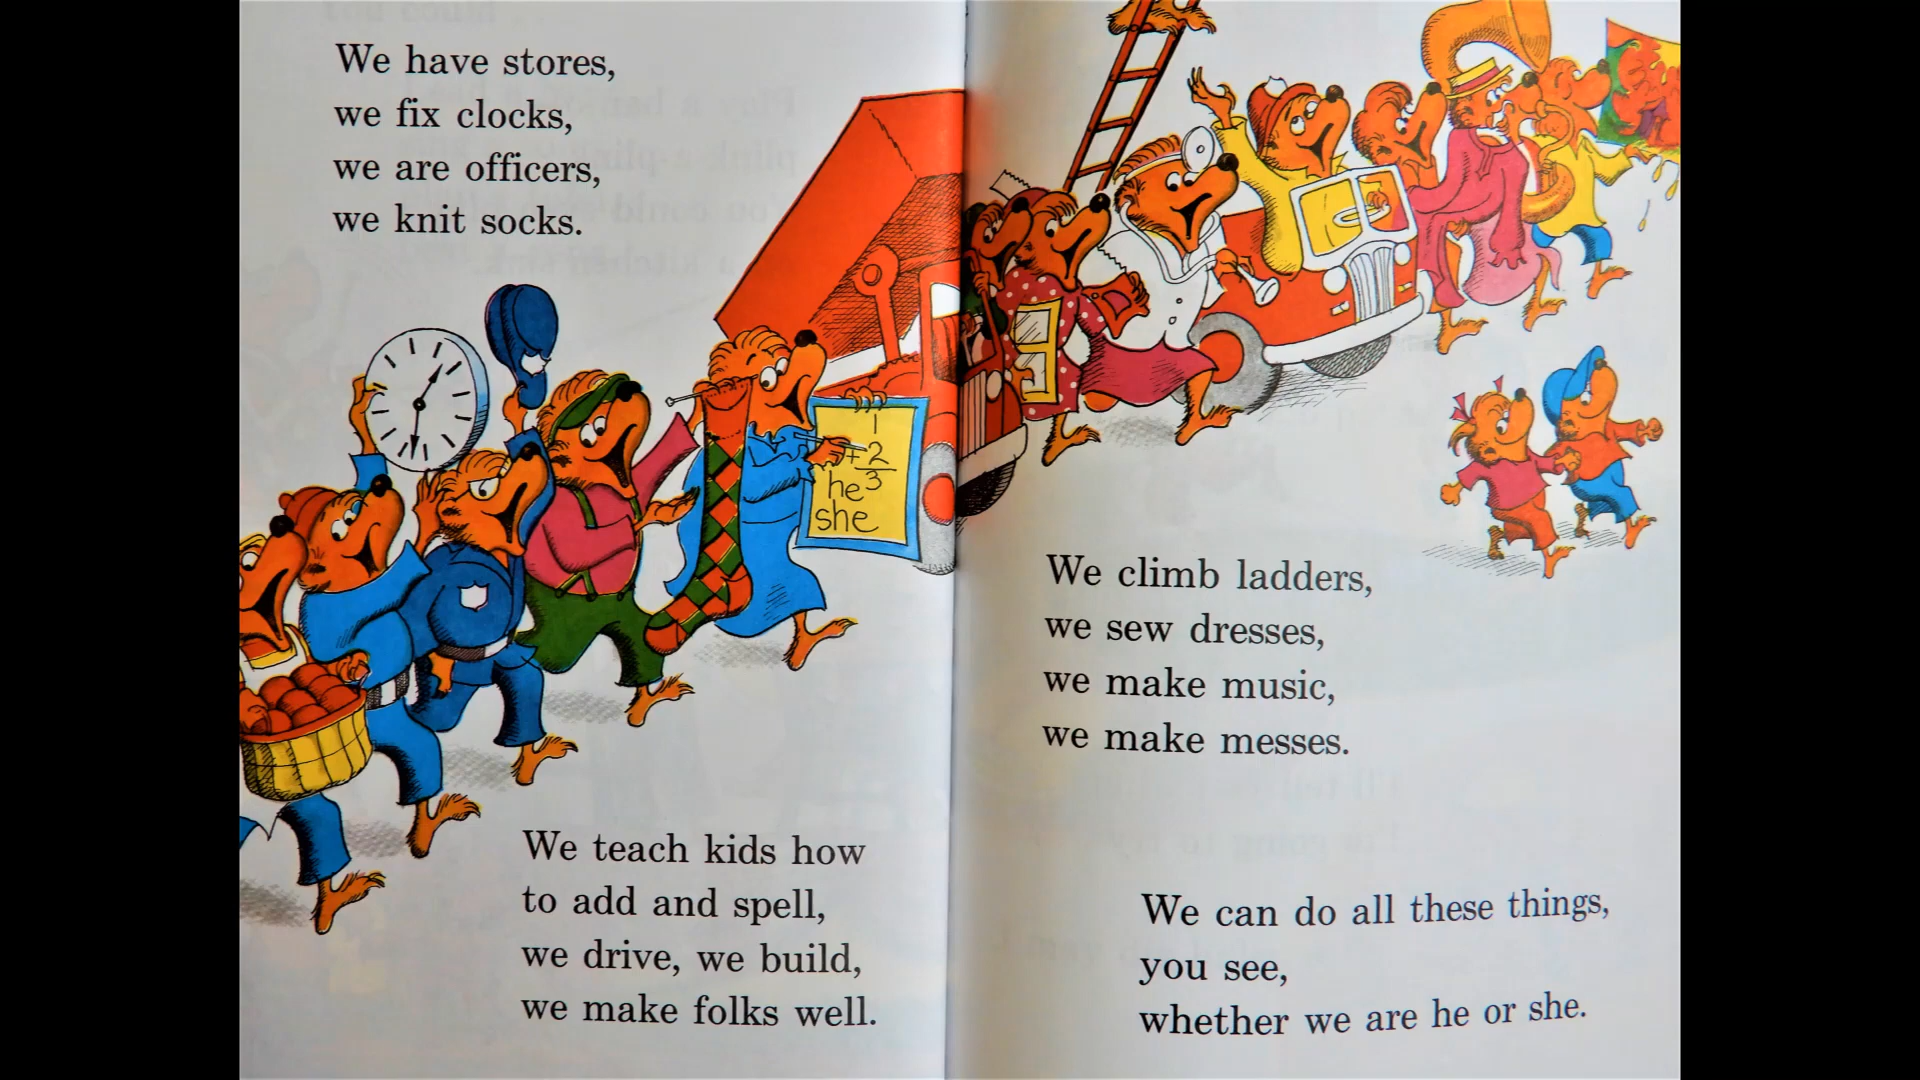 We have stores,
we fix clocks,
we are officers,
we knit socks.
1
+2
3
he
she
We teach kids how
to add and spell,
we drive, we build,
we make folks well.
We climb ladders,
we sew dresses,
we make music,
we make messes.
We can do all these things,
you see,
whether we are he or she.